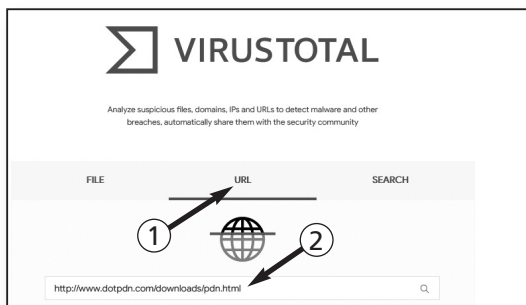 VIRUSTOTAL
Analyze suspicious files, domains, IPs and URLs to detect malware and other
breaches, automatically share them with the security community
FILE URL SEARCH
1 2
http://www.dotpdn.com/downloads/pdn.html